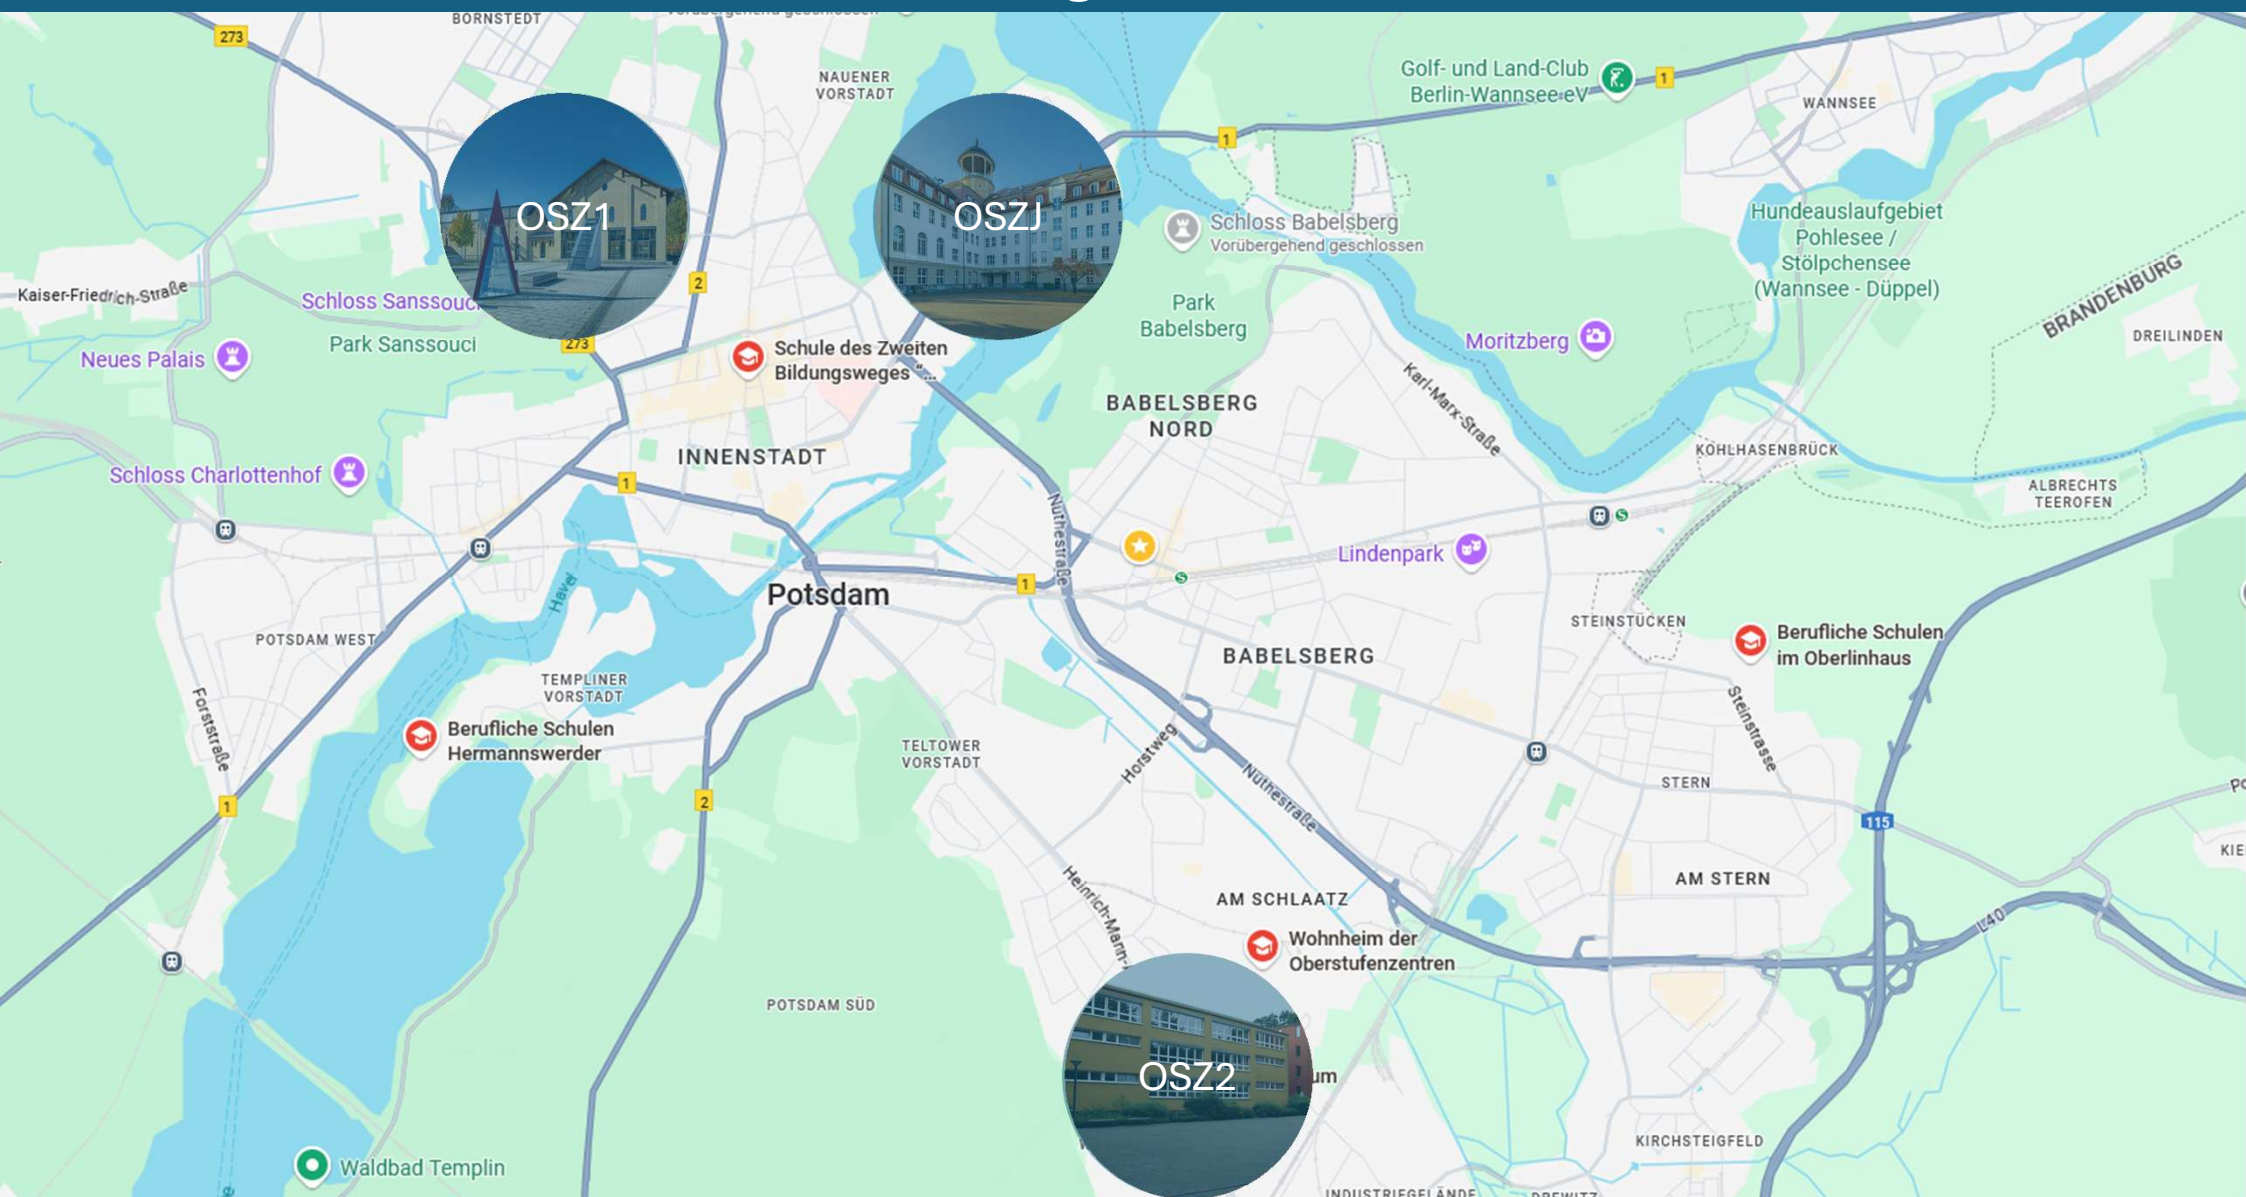 BORNSTEDT
273
NAUENER
VORSTADT
Golf- und Land-Club
Berlin-Wannsee eV
1
WANNSEE
1
OSZ1
OSZJ
Schloss Babelsberg
Vorübergehend geschlossen
Hundeauslaufgebiet
Pohlesee /
Stölpchensee
(Wannsee - Düppel)
BRANDENBURG
DREILINDEN
Kaiser-Friedrich-Straße
Schloss Sanssouc
2
Park
Babelsberg
Neues Palais
Park Sanssouci
273
Schule des Zweiten
Bildungsweges "...
Moritzberg
Karl-Marx-Straße
BABELSBERG
NORD
INNENSTADT
KOHLHASENBRÜCK
Schloss Charlottenhof
1
ALBRECHTS
TEEROFEN
Nuthestraße
S
Lindenpark
S
Havel
Potsdam
1
POTSDAM WEST
STEINSTÜCKEN
Berufliche Schulen
im Oberlinhaus
BABELSBERG
TEMPLINER
VORSTADT
Forststraße
Berufliche Schulen
Hermannswerder
TELTOWER
VORSTADT
Horstweg
Steinstrasse
Nuthestraße
STERN
1
2
115
KIE
Heinrich-Mann-
AM SCHLAATZ
AM STERN
L40
Wohnheim der
Oberstufenzentren
POTSDAM SÜD
OSZ2
um
KIRCHSTEIGFELD
Waldbad Templin
INDUSTRIEGELÄNDE
DREWITZ